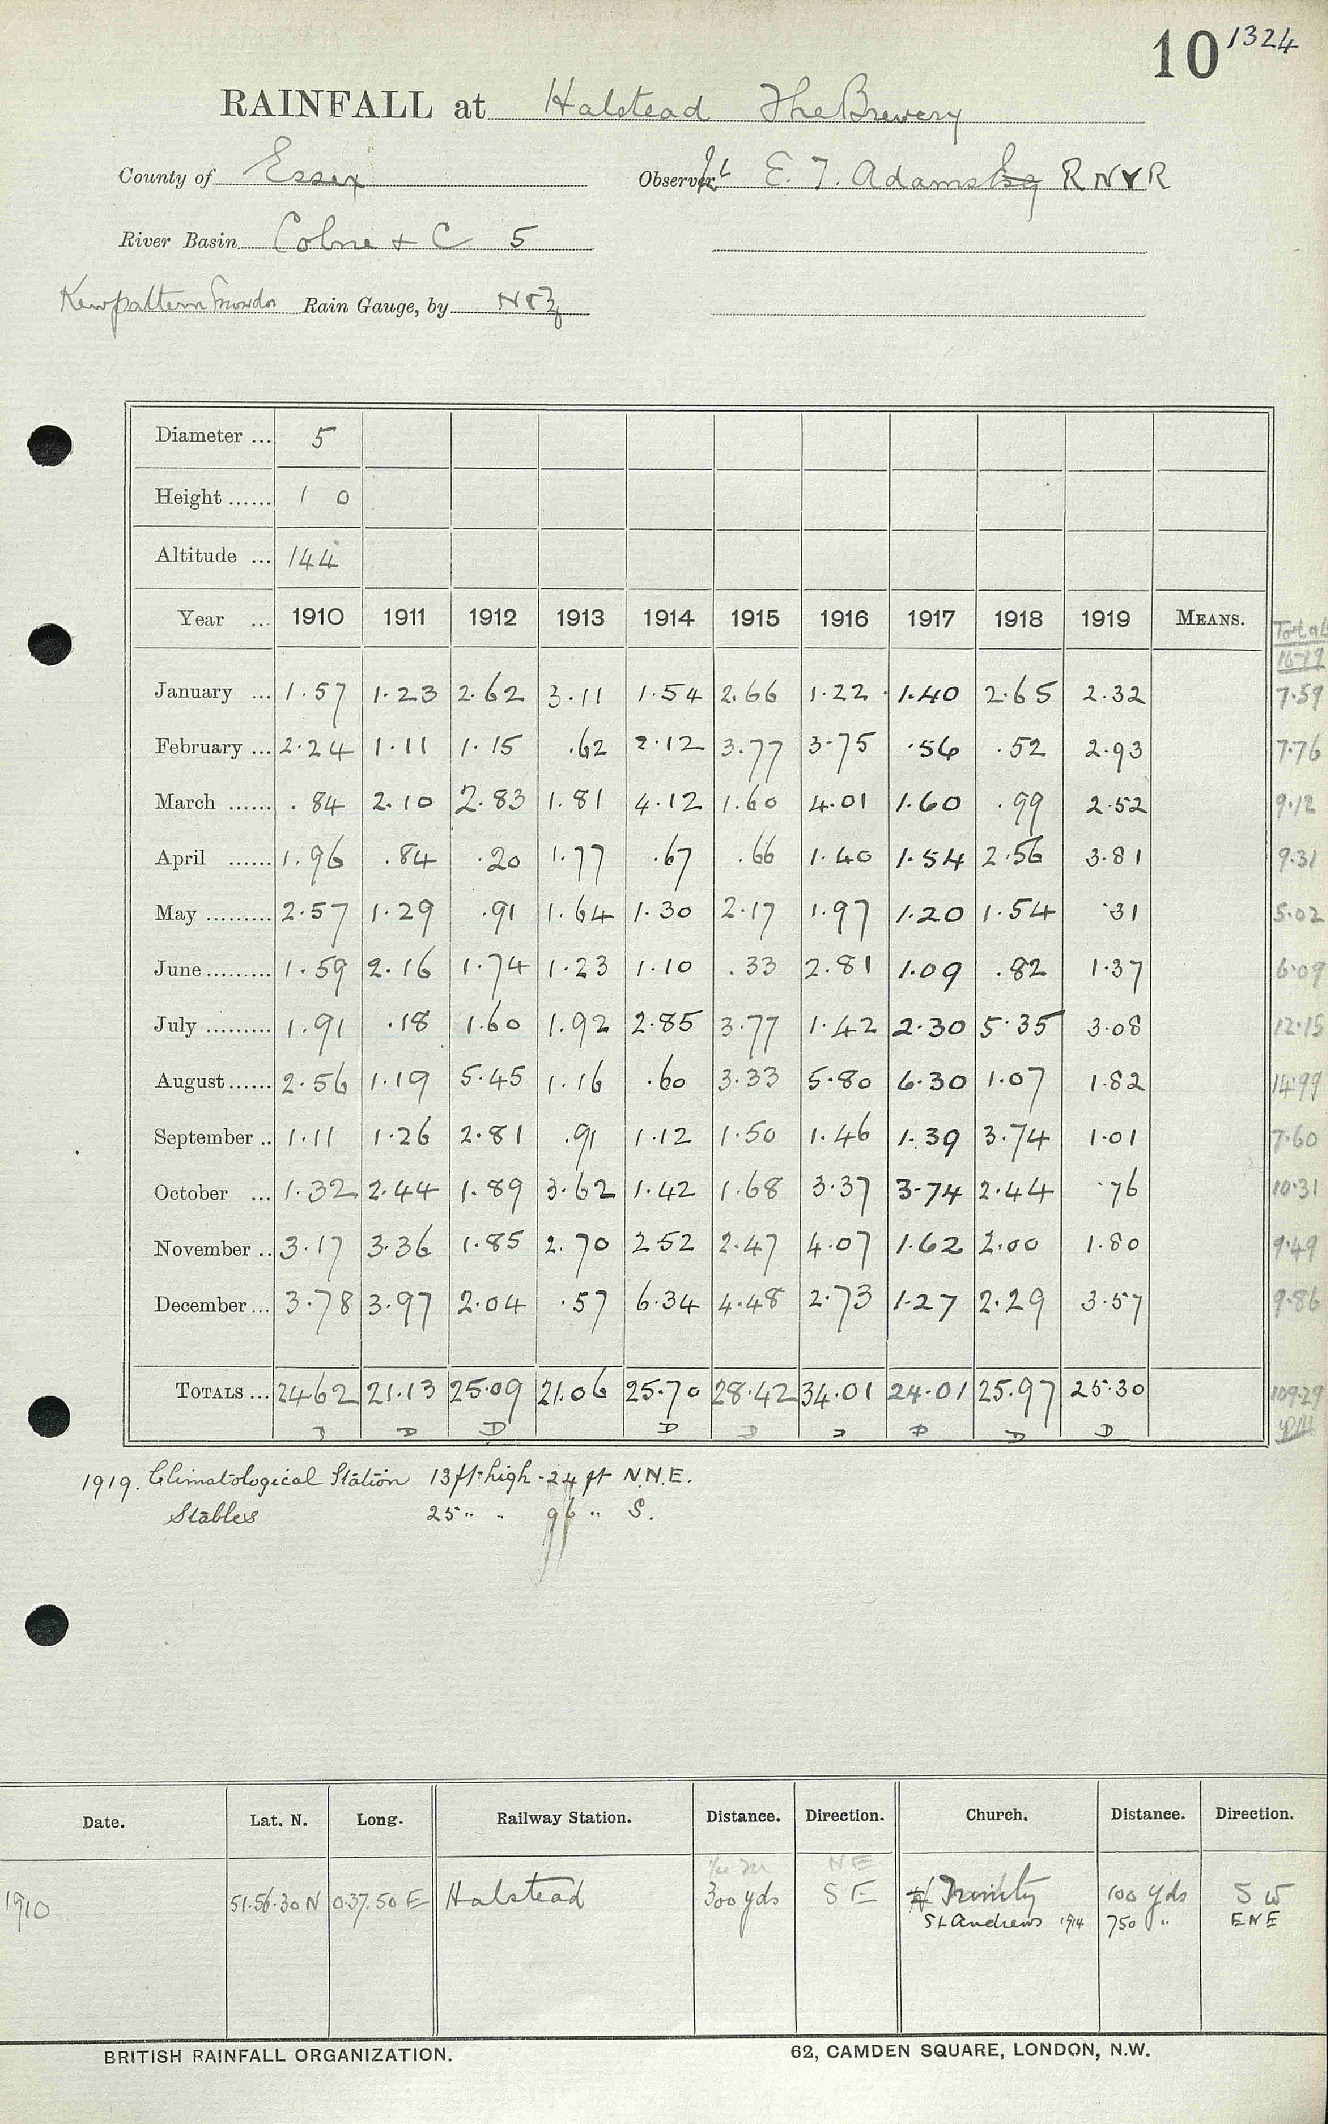 10 1324
RAINFALL at Halstead The Brewery
County of Essex Observer Lt E. T. Adams Esq RNVR
River Basin Colne & C 5
Kew pattern Snowdon Rain Gauge, by N & Z
Diameter ... 5
Height ...... 1 0
Altitude ... 144
Year ... 1910 1911 1912 1913 1914 1915 1916 1917 1918 1919 MEANS. Total 16-19
January ... 1.57 1.23 2.62 3.11 1.54 2.66 1.22 1.40 2.65 2.32 7.59
February ... 2.24 1.11 1.15 .62 2.12 3.77 3.75 .56 .52 2.93 7.76
March ...... .84 2.10 2.83 1.81 4.12 1.60 4.01 1.60 .99 2.52 9.12
April ...... 1.96 .84 .20 1.77 .67 .66 1.40 1.54 2.56 3.81 9.31
May ......... 2.57 1.29 .91 1.64 1.30 2.17 1.97 1.20 1.54 .31 5.02
June ......... 1.59 2.16 1.74 1.23 1.10 .33 2.81 1.09 .82 1.37 6.09
July ......... 1.91 .18 1.60 1.92 2.85 3.77 1.42 2.30 5.35 3.08 12.15
August ...... 2.56 1.19 5.45 1.16 .60 3.33 5.80 6.30 1.07 1.82 14.99
September .. 1.11 1.26 2.81 .91 1.12 1.50 1.46 1.39 3.74 1.01 7.60
October ... 1.32 2.44 1.89 3.62 1.42 1.68 3.37 3.74 2.44 .76 10.31
November .. 3.17 3.36 1.85 2.70 2.52 2.47 4.07 1.62 2.00 1.80 9.49
December ... 3.78 3.97 2.04 .57 6.34 4.48 2.73 1.27 2.29 3.57 9.86
TOTALS ... 24.62 21.13 25.09 21.06 25.70 28.42 34.01 24.01 25.97 25.30 109.29
D D D D D D D D D
1919. Climatological Station 13 ft high - 24 ft N.N.E.
Stables 25 " " 96 " S.
Date. Lat. N. Long. Railway Station. Distance. Direction. Church. Distance. Direction.
NE
1910 51.56.30 N 0.37.50 E Halstead 300 yds SE H Trinity 100 yds SW
St Andrews 1914 750 " ENE
BRITISH RAINFALL ORGANIZATION. 62, CAMDEN SQUARE, LONDON, N.W.